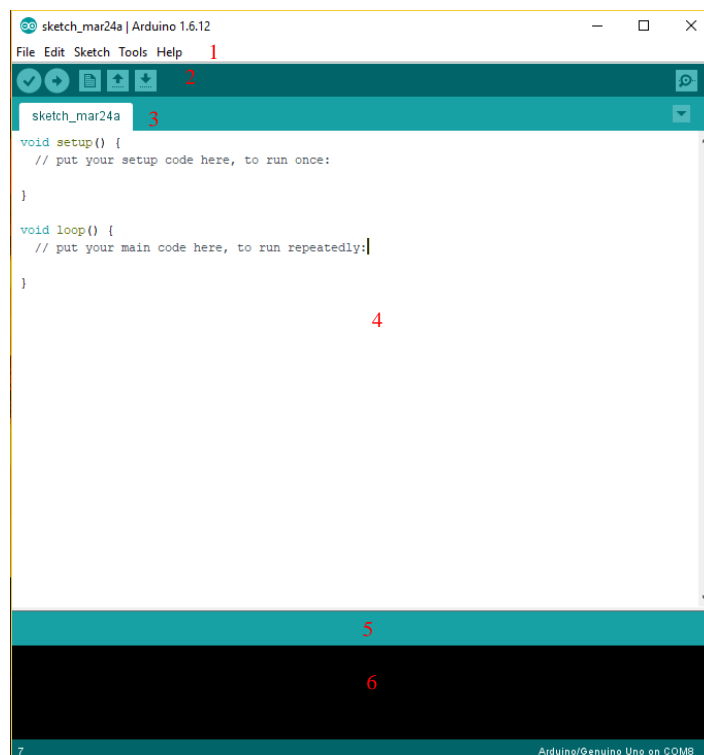 sketch_mar24a | Arduino 1.6.12
File Edit Sketch Tools Help 1
2
sketch_mar24a 3
void setup() {
// put your setup code here, to run once:
}
void loop() {
// put your main code here, to run repeatedly:
}
4
5
6
7 Arduino/Genuino Uno on COM8